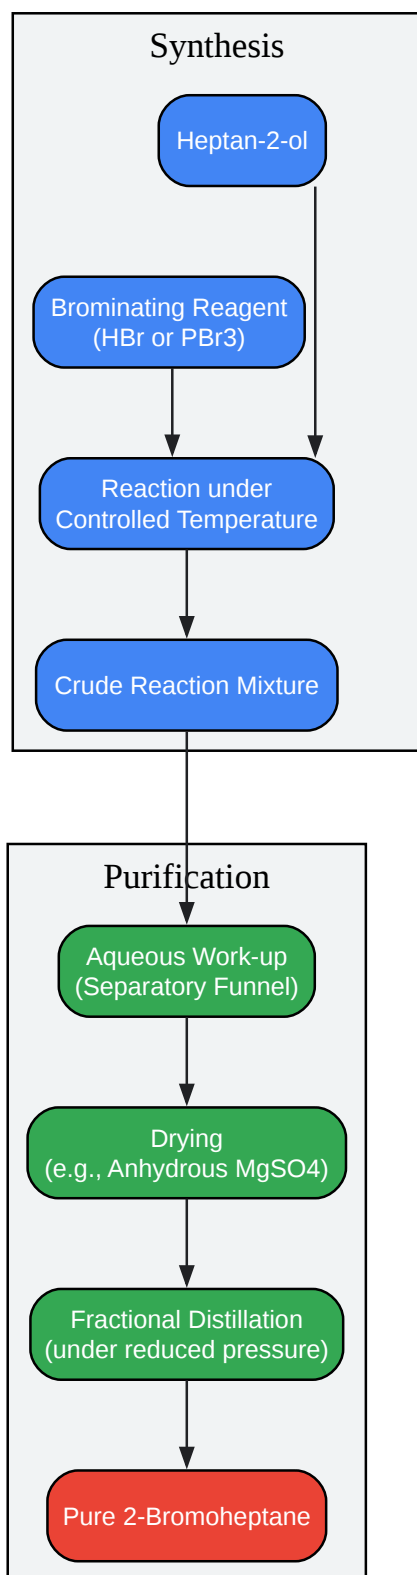 Synthesis
Heptan-2-ol
Brominating Reagent
(HBr or PBr3)
Reaction under
Controlled Temperature
Crude Reaction Mixture
Purification
Aqueous Work-up
(Separatory Funnel)
Drying
(e.g., Anhydrous MgSO4)
Fractional Distillation
(under reduced pressure)
Pure 2-Bromoheptane